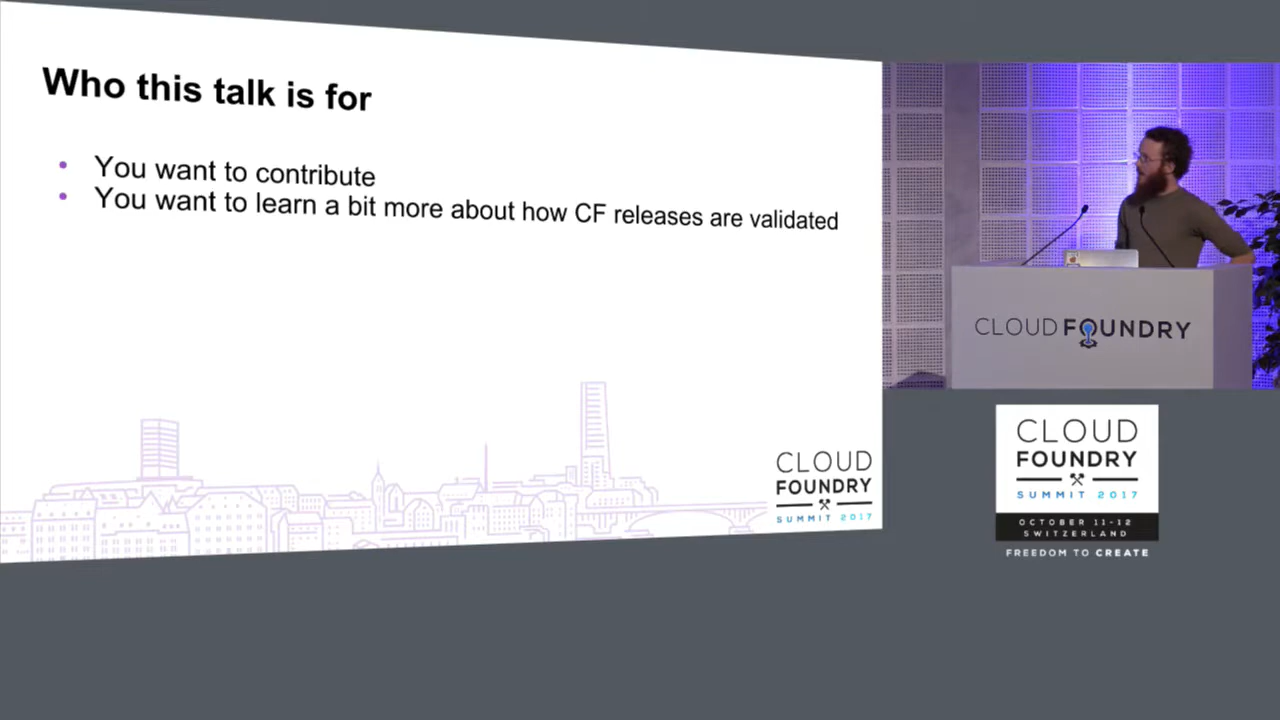 Who this talk is for
• You want to contribute
• You want to learn a bit more about how CF releases are validated
CLOUD
FOUNDRY
SUMMIT 2017
CLOUD FOUNDRY
CLOUD
FOUNDRY
SUMMIT 2017
OCTOBER 11-12
SWITZERLAND
FREEDOM TO CREATE